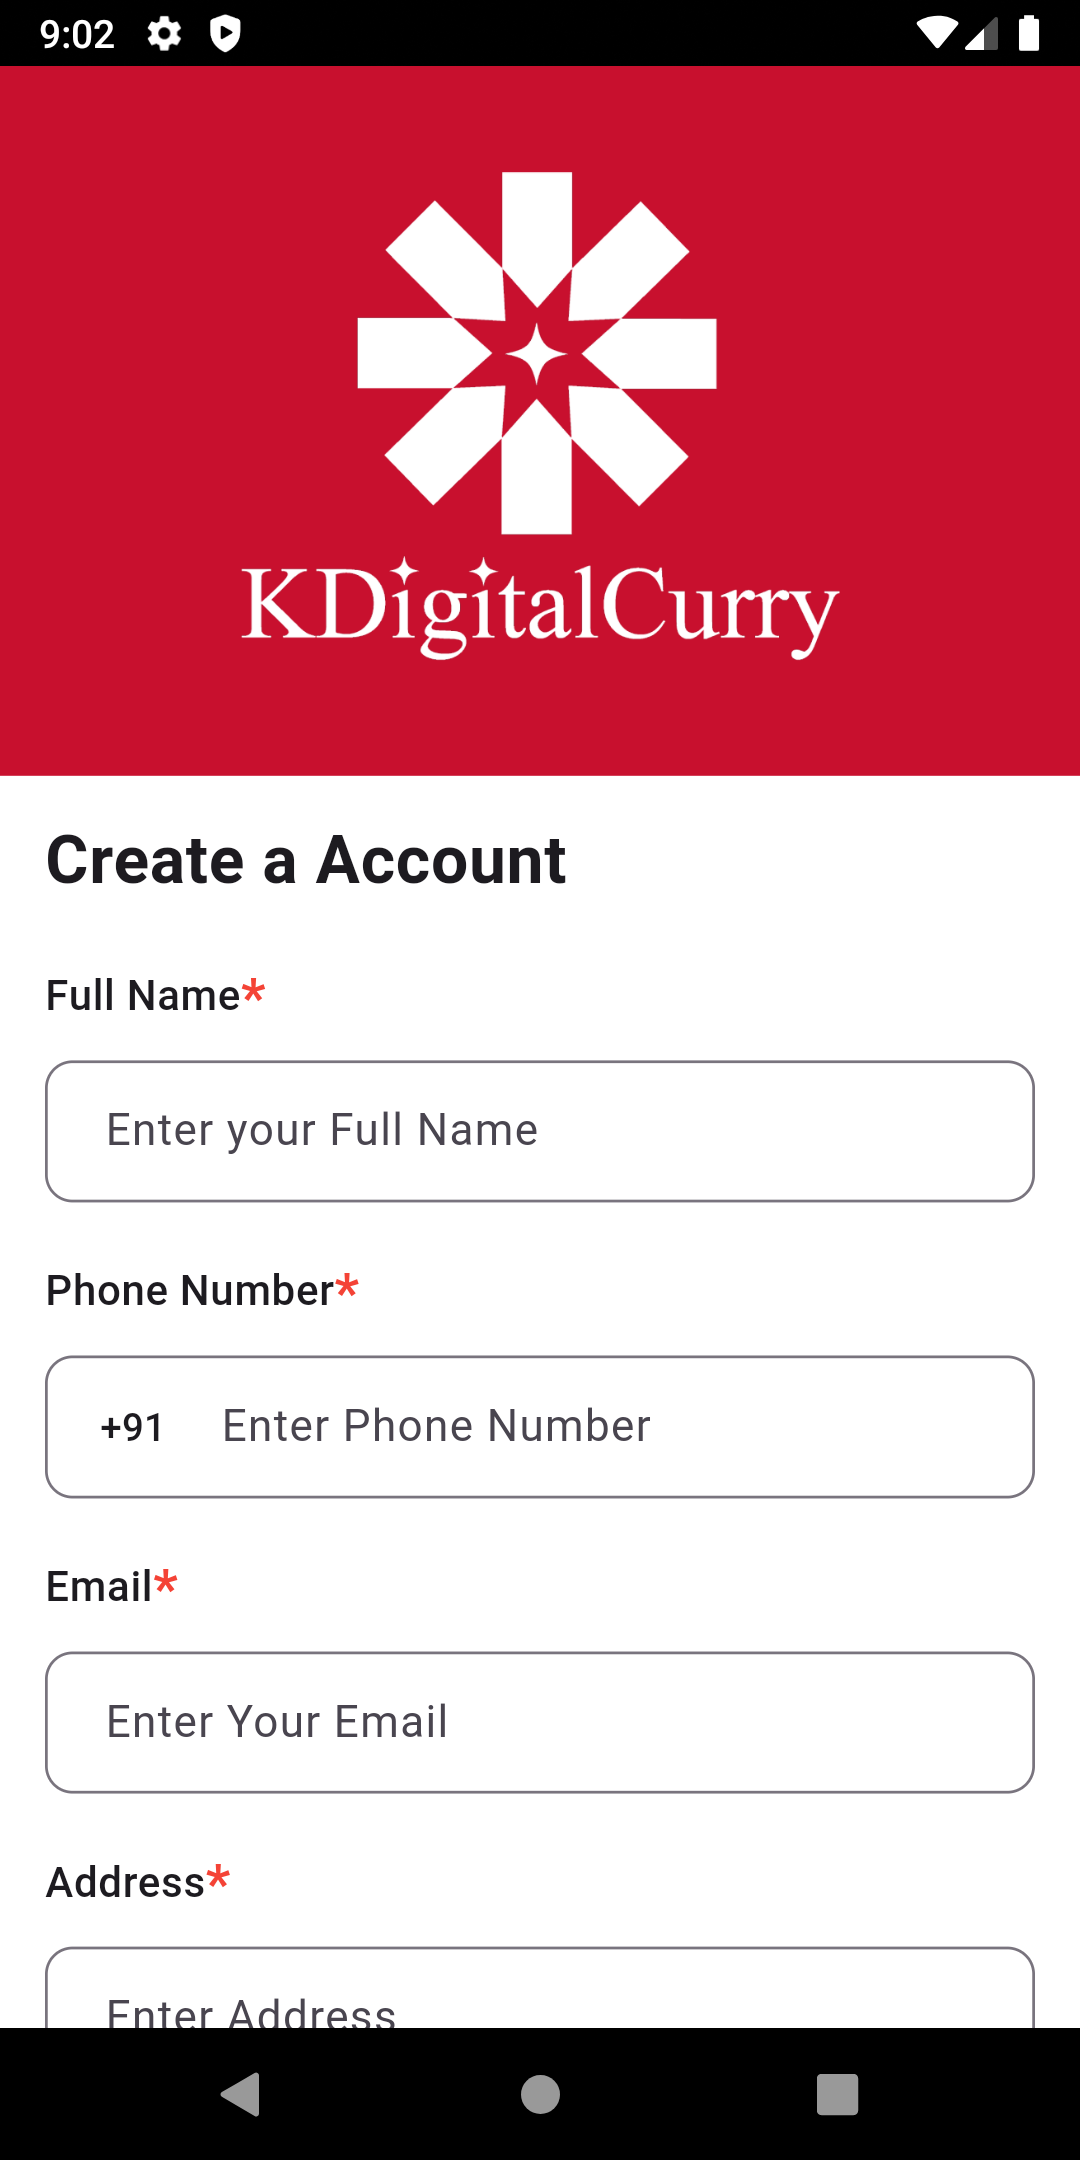 9:02
KDigitalCurry
Create a Account
Full Name*
Enter your Full Name
Phone Number*
+91 Enter Phone Number
Email*
Enter Your Email
Address*
Enter Address